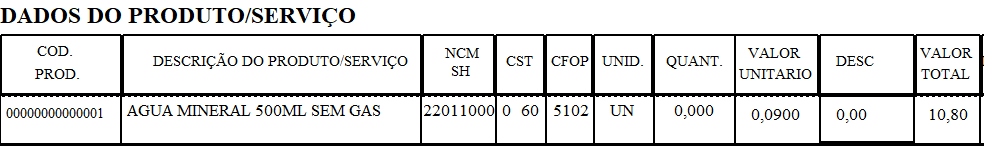 DADOS DO PRODUTO/SERVIÇO
COD. PROD. DESCRIÇÃO DO PRODUTO/SERVIÇO NCM SH CST CFOP UNID. QUANT. VALOR UNITARIO DESC VALOR TOTAL
00000000000001 AGUA MINERAL 500ML SEM GAS 22011000 0 60 5102 UN 0,000 0,0900 0,00 10,80